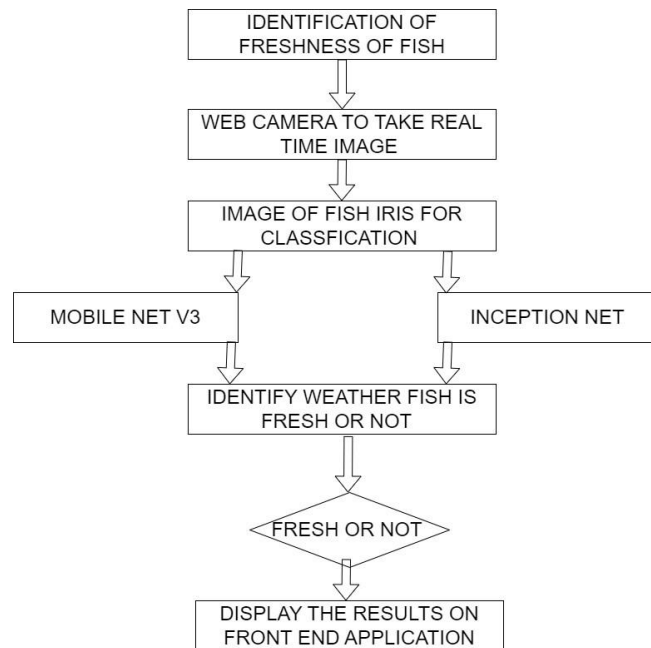 IDENTIFICATION OF
FRESHNESS OF FISH
WEB CAMERA TO TAKE REAL
TIME IMAGE
IMAGE OF FISH IRIS FOR
CLASSFICATION
MOBILE NET V3
INCEPTION NET
IDENTIFY WEATHER FISH IS
FRESH OR NOT
FRESH OR NOT
DISPLAY THE RESULTS ON
FRONT END APPLICATION